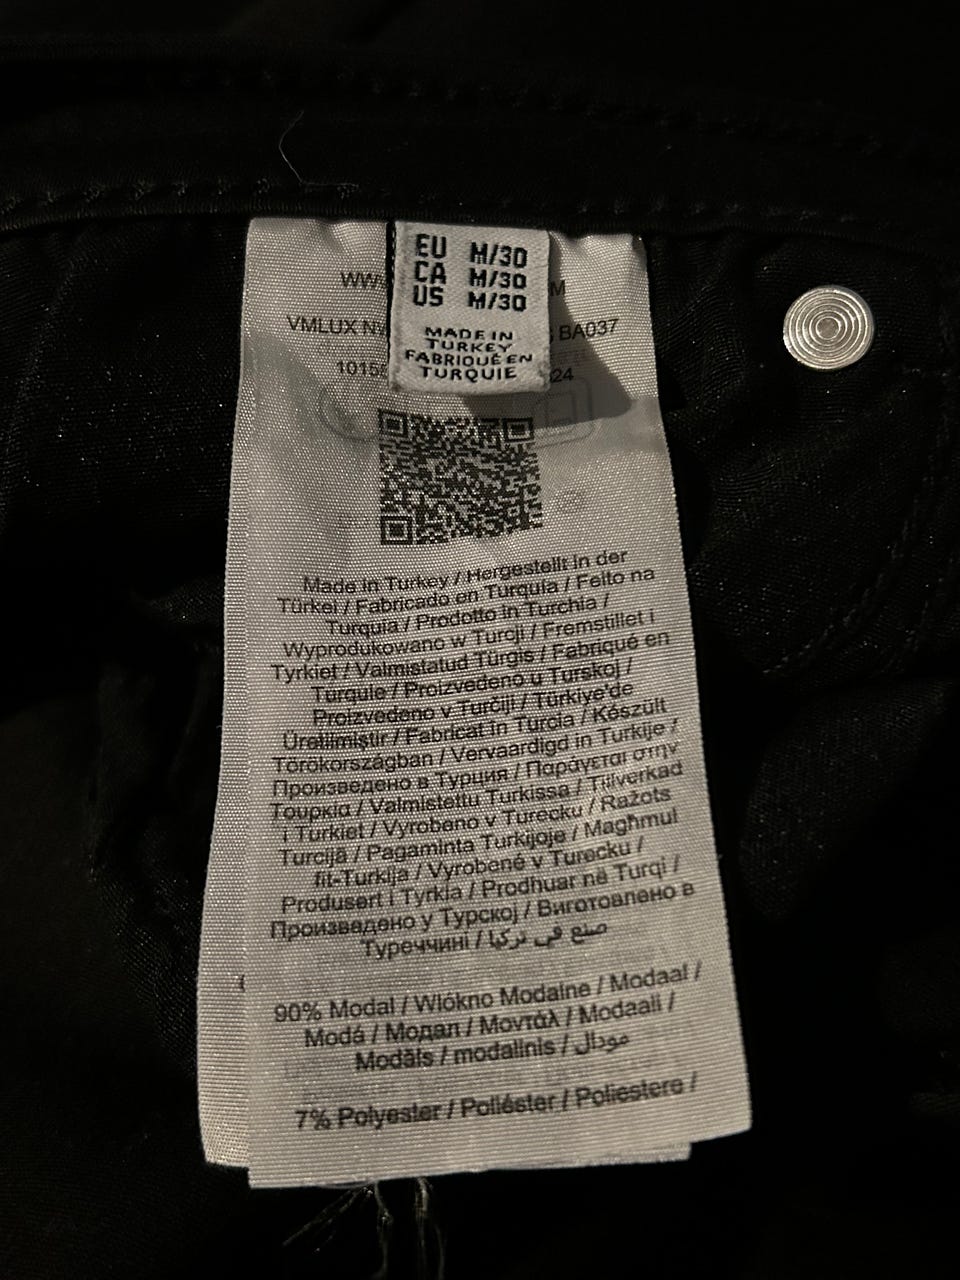 EU M/30
CA M/30
US M/30
MADE IN
TURKEY
FABRIQUÉ EN
TURQUIE
VMLUX BA037
Made in Turkey / Hergestellt in der
Türkei / Fabricado en Turquía / Feito na
Turquia / Prodotto in Turchia /
Wyprodukowano w Turcji / Fremstillet i
Tyrkiet / Valmistatud Türgis / Fabriqué en
Turquie / Proizvedeno u Turskoj /
Proizvedeno v Turčiji / Türkiye'de
Üretilmiştir / Fabricat în Turcia / Készült
Törökországban / Vervaardigd in Turkije /
Произведено в Турция / Παράγεται στην
Τουρκία / Valmistettu Turkissa / Tillverkad
i Turkiet / Vyrobeno v Turecku / Ražots
Turcijā / Pagaminta Turkijoje / Magħmul
fit-Turkija / Vyrobené v Turecku /
Produsert i Tyrkia / Prodhuar në Turqi /
Произведено у Турској / Виготовлено в
Туреччині / صنع في تركيا
90% Modal / Włókno Modalne / Modaal /
Modá / Модал / Μοντάλ / Modaali /
Modāls / modalinis / مودال
7% Polyester / Poliéster / Poliestere /